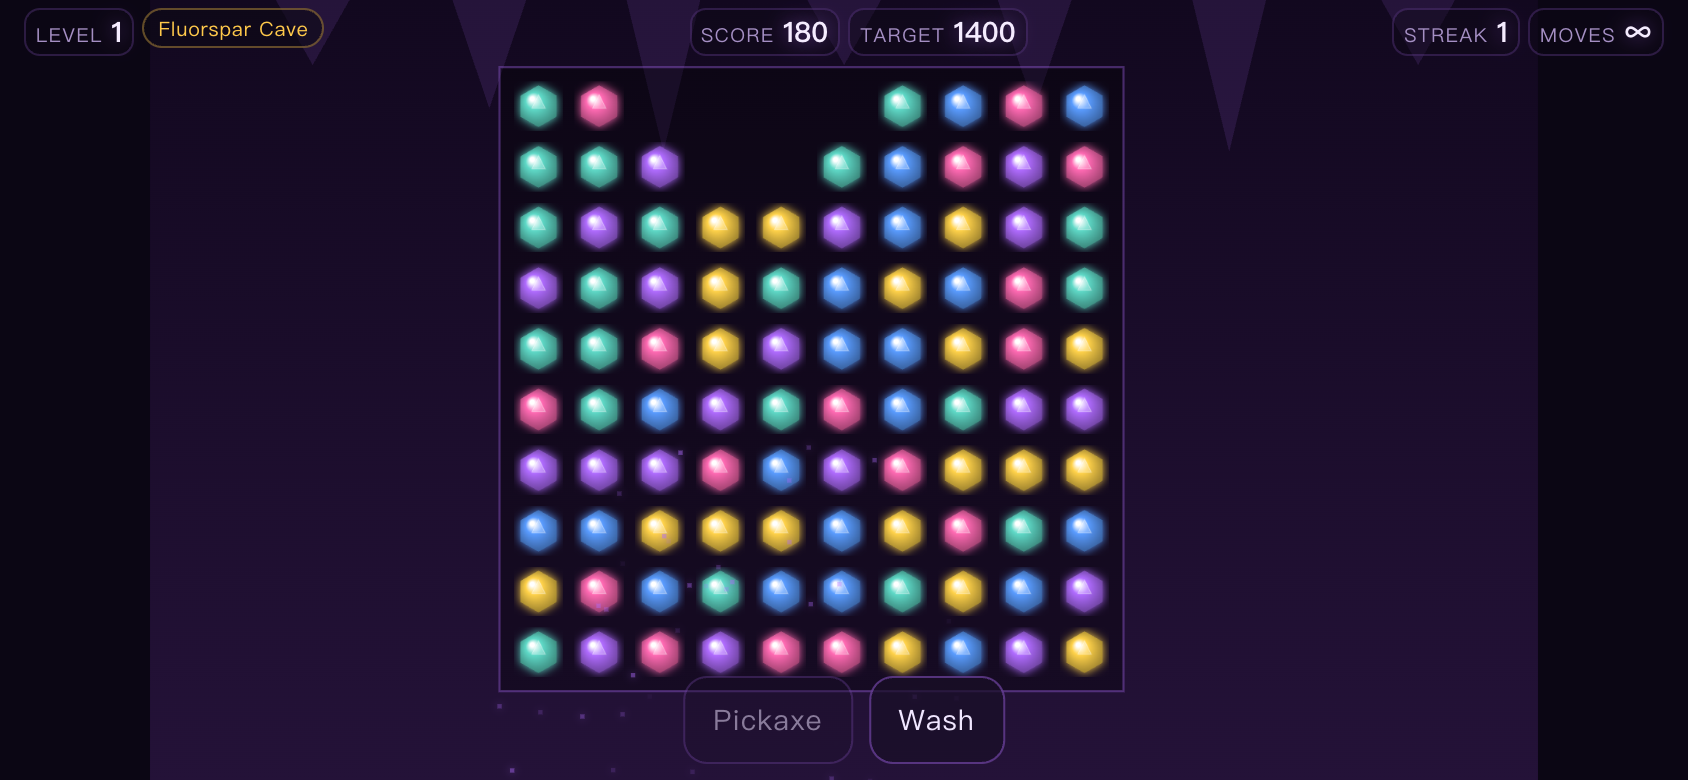 LEVEL 1
Fluorspar Cave
SCORE 180
TARGET 1400
STREAK 1
MOVES ∞
Pickaxe
Wash